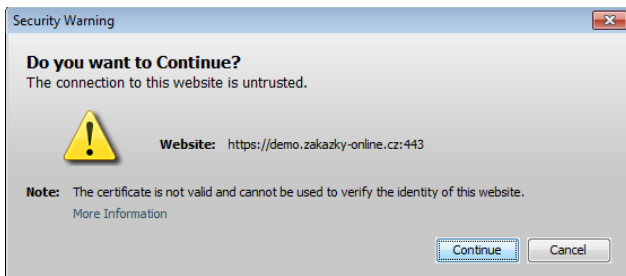 Security Warning
Do you want to Continue?
The connection to this website is untrusted.
Website: https://demo.zakazky-online.cz:443
Note: The certificate is not valid and cannot be used to verify the identity of this website.
More Information
Continue Cancel